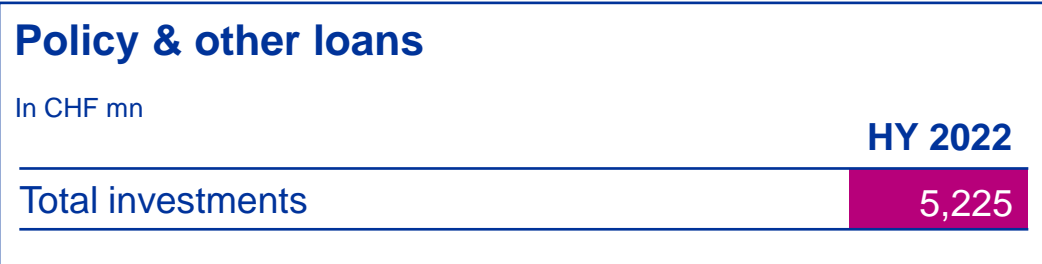 Policy & other loans
In CHF mn
HY 2022
Total investments 5,225